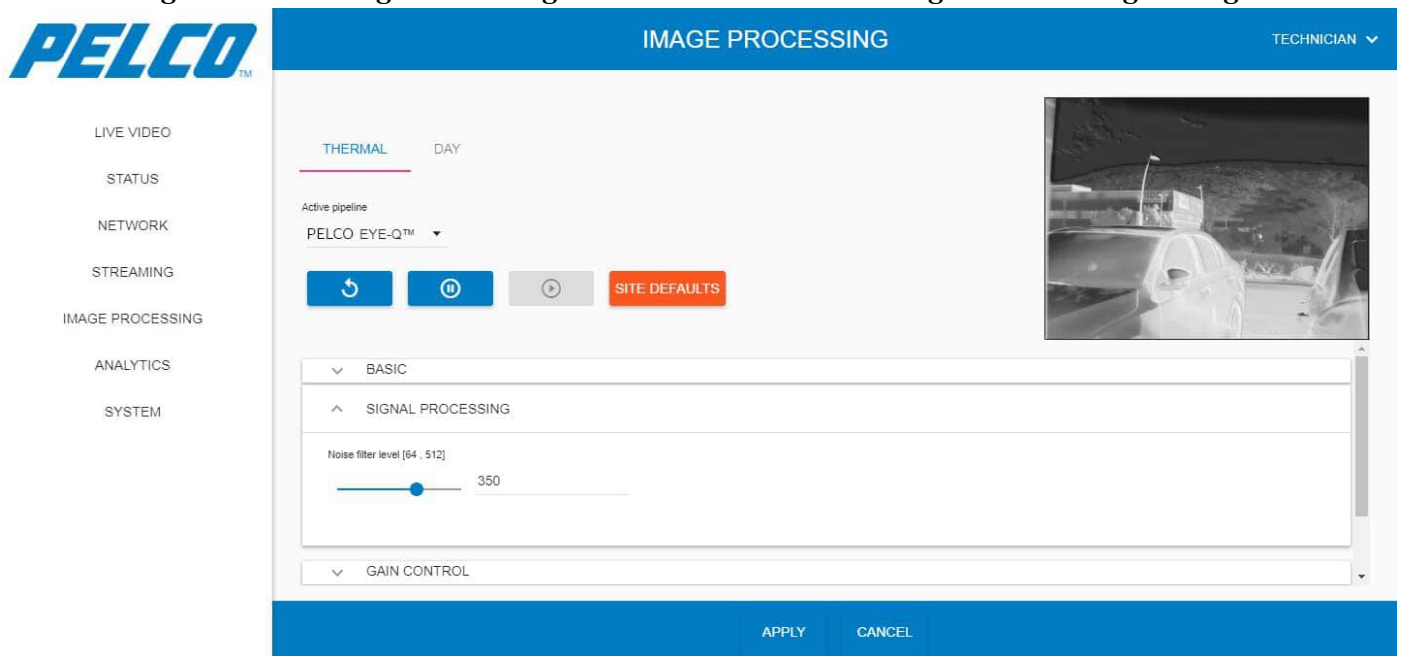 PELCO TM
IMAGE PROCESSING
TECHNICIAN
LIVE VIDEO
STATUS
NETWORK
STREAMING
IMAGE PROCESSING
ANALYTICS
SYSTEM
THERMAL DAY
Active pipeline
PELCO EYE-Q™
SITE DEFAULTS
BASIC
SIGNAL PROCESSING
Noise filter level [64 , 512]
350
GAIN CONTROL
APPLY CANCEL